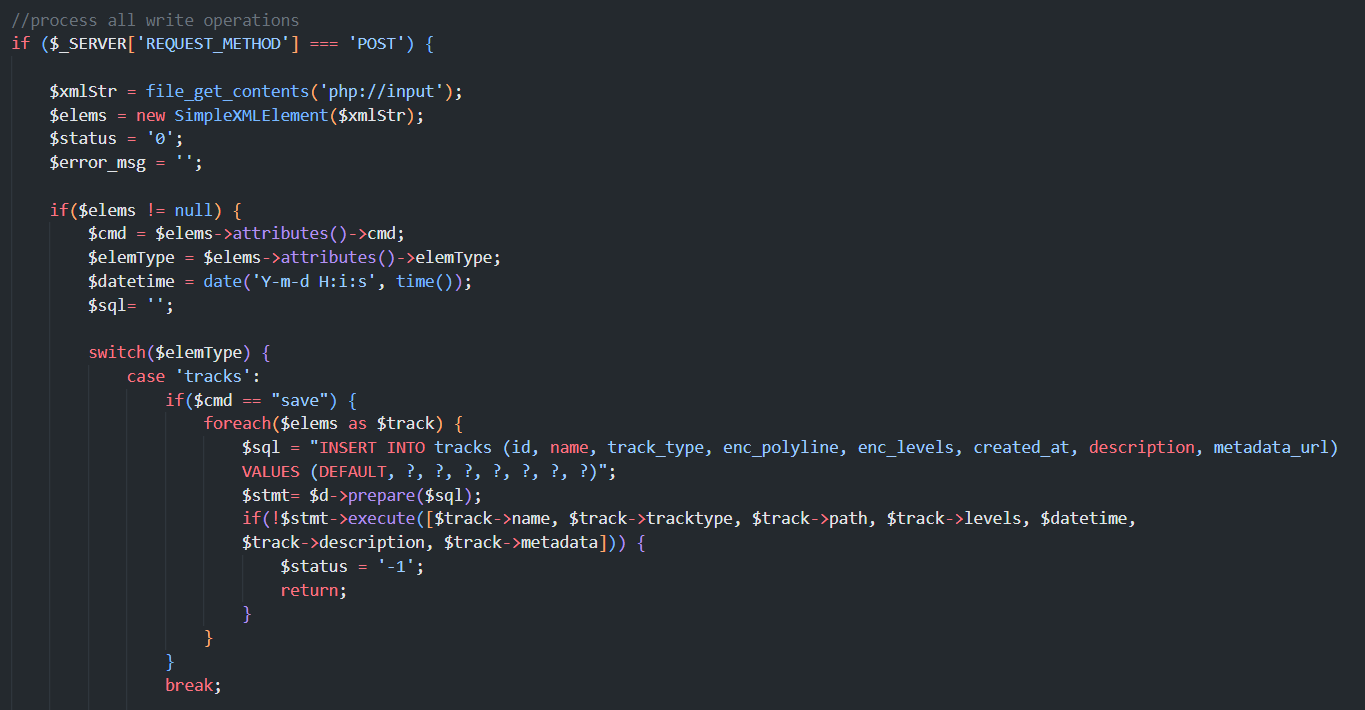 //process all write operations
if ($_SERVER['REQUEST_METHOD'] === 'POST') {
$xmlStr = file_get_contents('php://input');
$elems = new SimpleXMLElement($xmlStr);
$status = '0';
$error_msg = '';
if($elems != null) {
$cmd = $elems->attributes()->cmd;
$elemType = $elems->attributes()->elemType;
$datetime = date('Y-m-d H:i:s', time());
$sql= '';
switch($elemType) {
case 'tracks':
if($cmd == "save") {
foreach($elems as $track) {
$sql = "INSERT INTO tracks (id, name, track_type, enc_polyline, enc_levels, created_at, description, metadata_url)
VALUES (DEFAULT, ?, ?, ?, ?, ?, ?, ?)";
$stmt= $d->prepare($sql);
if(!$stmt->execute([$track->name, $track->tracktype, $track->path, $track->levels, $datetime,
$track->description, $track->metadata])) {
$status = '-1';
return;
}
}
}
break;